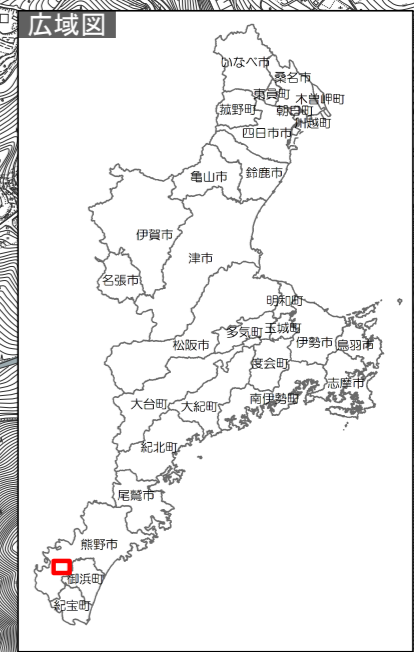 広域図
いなべ市
桑名市
東員町
木曽岬町
菰野町
朝日町
川越町
四日市市
亀山市
鈴鹿市
伊賀市
津市
名張市
明和町
多気町
玉城町
松阪市
伊勢市
鳥羽市
度会町
志摩市
大台町
大紀町
南伊勢町
紀北町
尾鷲市
熊野市
御浜町
紀宝町